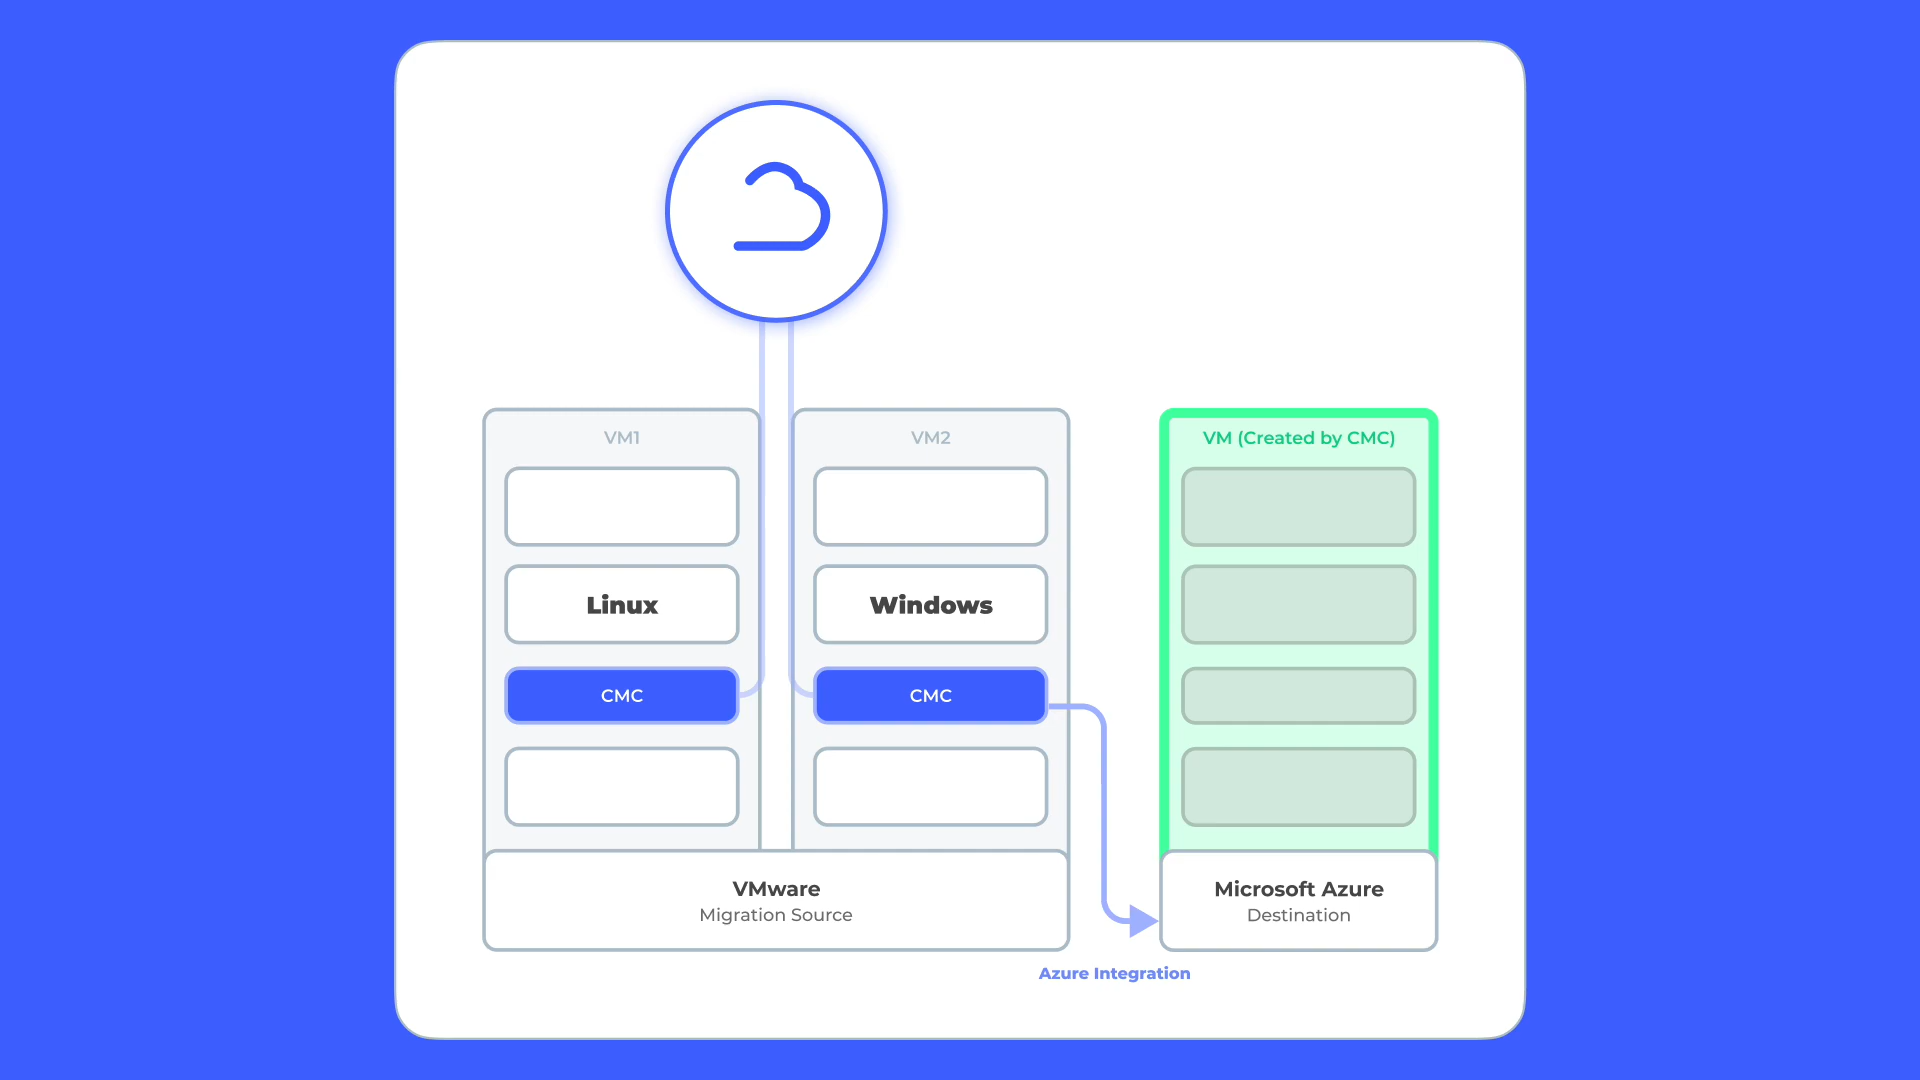 VM1
Linux
CMC
VM2
Windows
CMC
VMware
Migration Source
VM (Created by CMC)
Microsoft Azure
Destination
Azure Integration